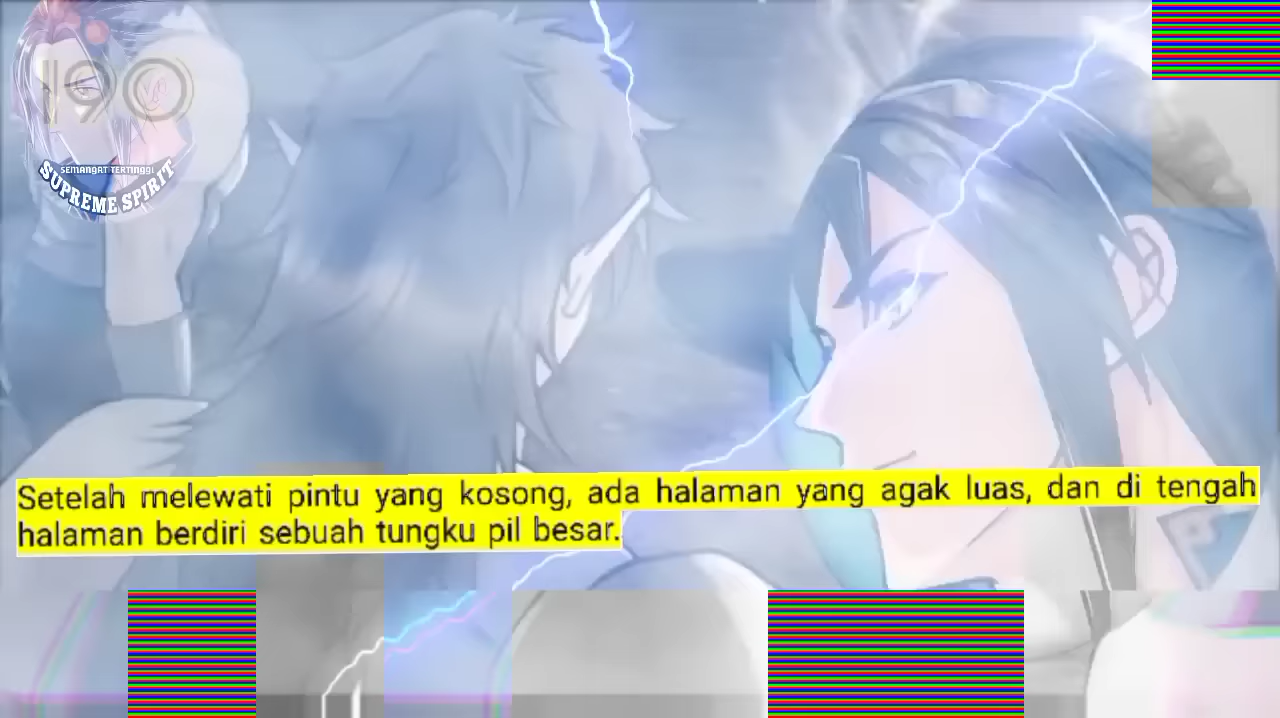 190
SEMANGAT TERTINGGI
SUPREME SPIRIT
Setelah melewati pintu yang kosong, ada halaman yang agak luas, dan di tengah
halaman berdiri sebuah tungku pil besar.